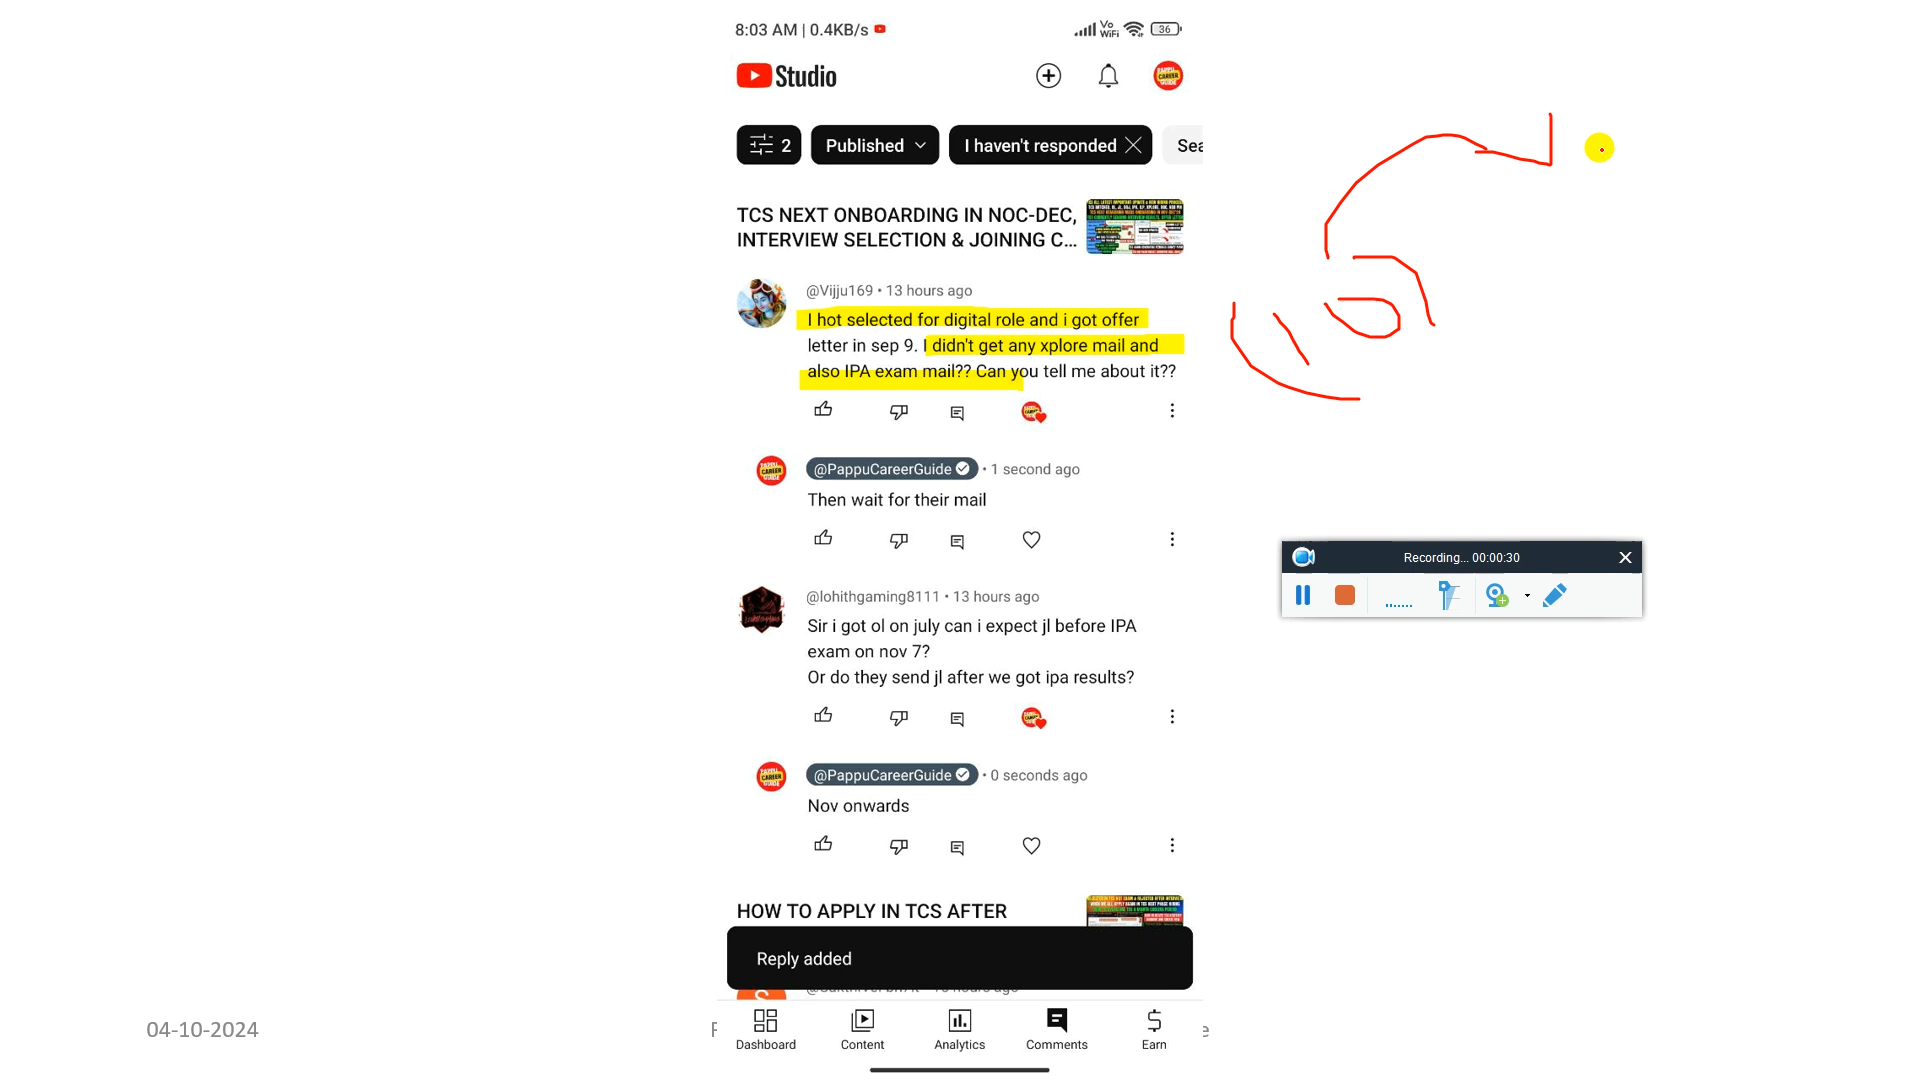 8:03 AM | 0.4KB/s
Vo
WiFi
36
Studio
CAREER
2
Published
I haven't responded
Sea
TCS NEXT ONBOARDING IN NOC-DEC,
INTERVIEW SELECTION & JOINING C...
@Vijju169 • 13 hours ago
I hot selected for digital role and i got offer
letter in sep 9. I didn't get any xplore mail and
also IPA exam mail?? Can you tell me about it??
@PappuCareerGuide • 1 second ago
Then wait for their mail
@lohithgaming8111 • 13 hours ago
Sir i got ol on july can i expect jl before IPA
exam on nov 7?
Or do they send jl after we got ipa results?
@PappuCareerGuide • 0 seconds ago
Nov onwards
HOW TO APPLY IN TCS AFTER
Reply added
Dashboard
Content
Analytics
Comments
Earn
Recording... 00:00:30
04-10-2024